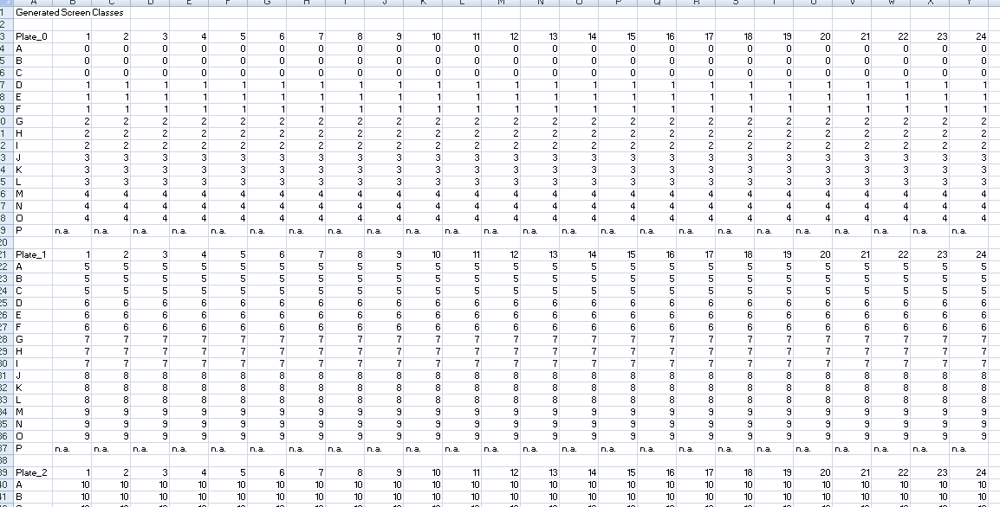 A B C D E F G H I J K L M N O P Q R S T U V W X Y
1 Generated Screen Classes
2
3 Plate_0 1 2 3 4 5 6 7 8 9 10 11 12 13 14 15 16 17 18 19 20 21 22 23 24
4 A 0 0 0 0 0 0 0 0 0 0 0 0 0 0 0 0 0 0 0 0 0 0 0 0
5 B 0 0 0 0 0 0 0 0 0 0 0 0 0 0 0 0 0 0 0 0 0 0 0 0
6 C 0 0 0 0 0 0 0 0 0 0 0 0 0 0 0 0 0 0 0 0 0 0 0 0
7 D 1 1 1 1 1 1 1 1 1 1 1 1 1 1 1 1 1 1 1 1 1 1 1 1
8 E 1 1 1 1 1 1 1 1 1 1 1 1 1 1 1 1 1 1 1 1 1 1 1 1
9 F 1 1 1 1 1 1 1 1 1 1 1 1 1 1 1 1 1 1 1 1 1 1 1 1
0 G 2 2 2 2 2 2 2 2 2 2 2 2 2 2 2 2 2 2 2 2 2 2 2 2
1 H 2 2 2 2 2 2 2 2 2 2 2 2 2 2 2 2 2 2 2 2 2 2 2 2
2 I 2 2 2 2 2 2 2 2 2 2 2 2 2 2 2 2 2 2 2 2 2 2 2 2
3 J 3 3 3 3 3 3 3 3 3 3 3 3 3 3 3 3 3 3 3 3 3 3 3 3
4 K 3 3 3 3 3 3 3 3 3 3 3 3 3 3 3 3 3 3 3 3 3 3 3 3
5 L 3 3 3 3 3 3 3 3 3 3 3 3 3 3 3 3 3 3 3 3 3 3 3 3
6 M 4 4 4 4 4 4 4 4 4 4 4 4 4 4 4 4 4 4 4 4 4 4 4 4
7 N 4 4 4 4 4 4 4 4 4 4 4 4 4 4 4 4 4 4 4 4 4 4 4 4
8 O 4 4 4 4 4 4 4 4 4 4 4 4 4 4 4 4 4 4 4 4 4 4 4 4
9 P n.a. n.a. n.a. n.a. n.a. n.a. n.a. n.a. n.a. n.a. n.a. n.a. n.a. n.a. n.a. n.a. n.a. n.a. n.a. n.a. n.a. n.a. n.a. n.a.
20
21 Plate_1 1 2 3 4 5 6 7 8 9 10 11 12 13 14 15 16 17 18 19 20 21 22 23 24
22 A 5 5 5 5 5 5 5 5 5 5 5 5 5 5 5 5 5 5 5 5 5 5 5 5
23 B 5 5 5 5 5 5 5 5 5 5 5 5 5 5 5 5 5 5 5 5 5 5 5 5
24 C 5 5 5 5 5 5 5 5 5 5 5 5 5 5 5 5 5 5 5 5 5 5 5 5
25 D 6 6 6 6 6 6 6 6 6 6 6 6 6 6 6 6 6 6 6 6 6 6 6 6
26 E 6 6 6 6 6 6 6 6 6 6 6 6 6 6 6 6 6 6 6 6 6 6 6 6
27 F 6 6 6 6 6 6 6 6 6 6 6 6 6 6 6 6 6 6 6 6 6 6 6 6
28 G 7 7 7 7 7 7 7 7 7 7 7 7 7 7 7 7 7 7 7 7 7 7 7 7
29 H 7 7 7 7 7 7 7 7 7 7 7 7 7 7 7 7 7 7 7 7 7 7 7 7
30 I 7 7 7 7 7 7 7 7 7 7 7 7 7 7 7 7 7 7 7 7 7 7 7 7
31 J 8 8 8 8 8 8 8 8 8 8 8 8 8 8 8 8 8 8 8 8 8 8 8 8
32 K 8 8 8 8 8 8 8 8 8 8 8 8 8 8 8 8 8 8 8 8 8 8 8 8
33 L 8 8 8 8 8 8 8 8 8 8 8 8 8 8 8 8 8 8 8 8 8 8 8 8
34 M 9 9 9 9 9 9 9 9 9 9 9 9 9 9 9 9 9 9 9 9 9 9 9 9
35 N 9 9 9 9 9 9 9 9 9 9 9 9 9 9 9 9 9 9 9 9 9 9 9 9
36 O 9 9 9 9 9 9 9 9 9 9 9 9 9 9 9 9 9 9 9 9 9 9 9 9
37 P n.a. n.a. n.a. n.a. n.a. n.a. n.a. n.a. n.a. n.a. n.a. n.a. n.a. n.a. n.a. n.a. n.a. n.a. n.a. n.a. n.a. n.a. n.a. n.a.
38
39 Plate_2 1 2 3 4 5 6 7 8 9 10 11 12 13 14 15 16 17 18 19 20 21 22 23 24
40 A 10 10 10 10 10 10 10 10 10 10 10 10 10 10 10 10 10 10 10 10 10 10 10 10
41 B 10 10 10 10 10 10 10 10 10 10 10 10 10 10 10 10 10 10 10 10 10 10 10 10